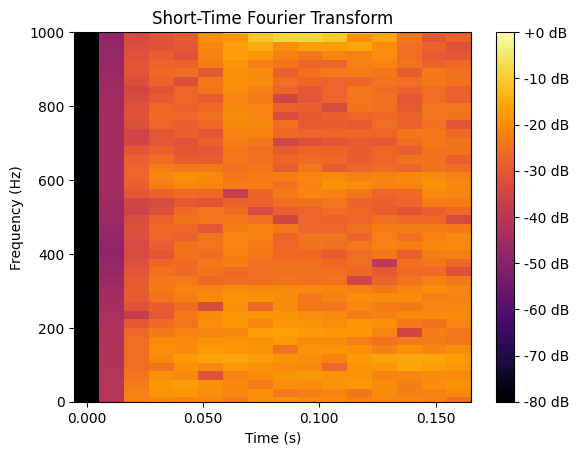 Short-Time Fourier Transform
1000
800
600
400
200
0
Frequency (Hz)
0.000
0.050
0.100
0.150
Time (s)
+0 dB
-10 dB
-20 dB
-30 dB
-40 dB
-50 dB
-60 dB
-70 dB
-80 dB